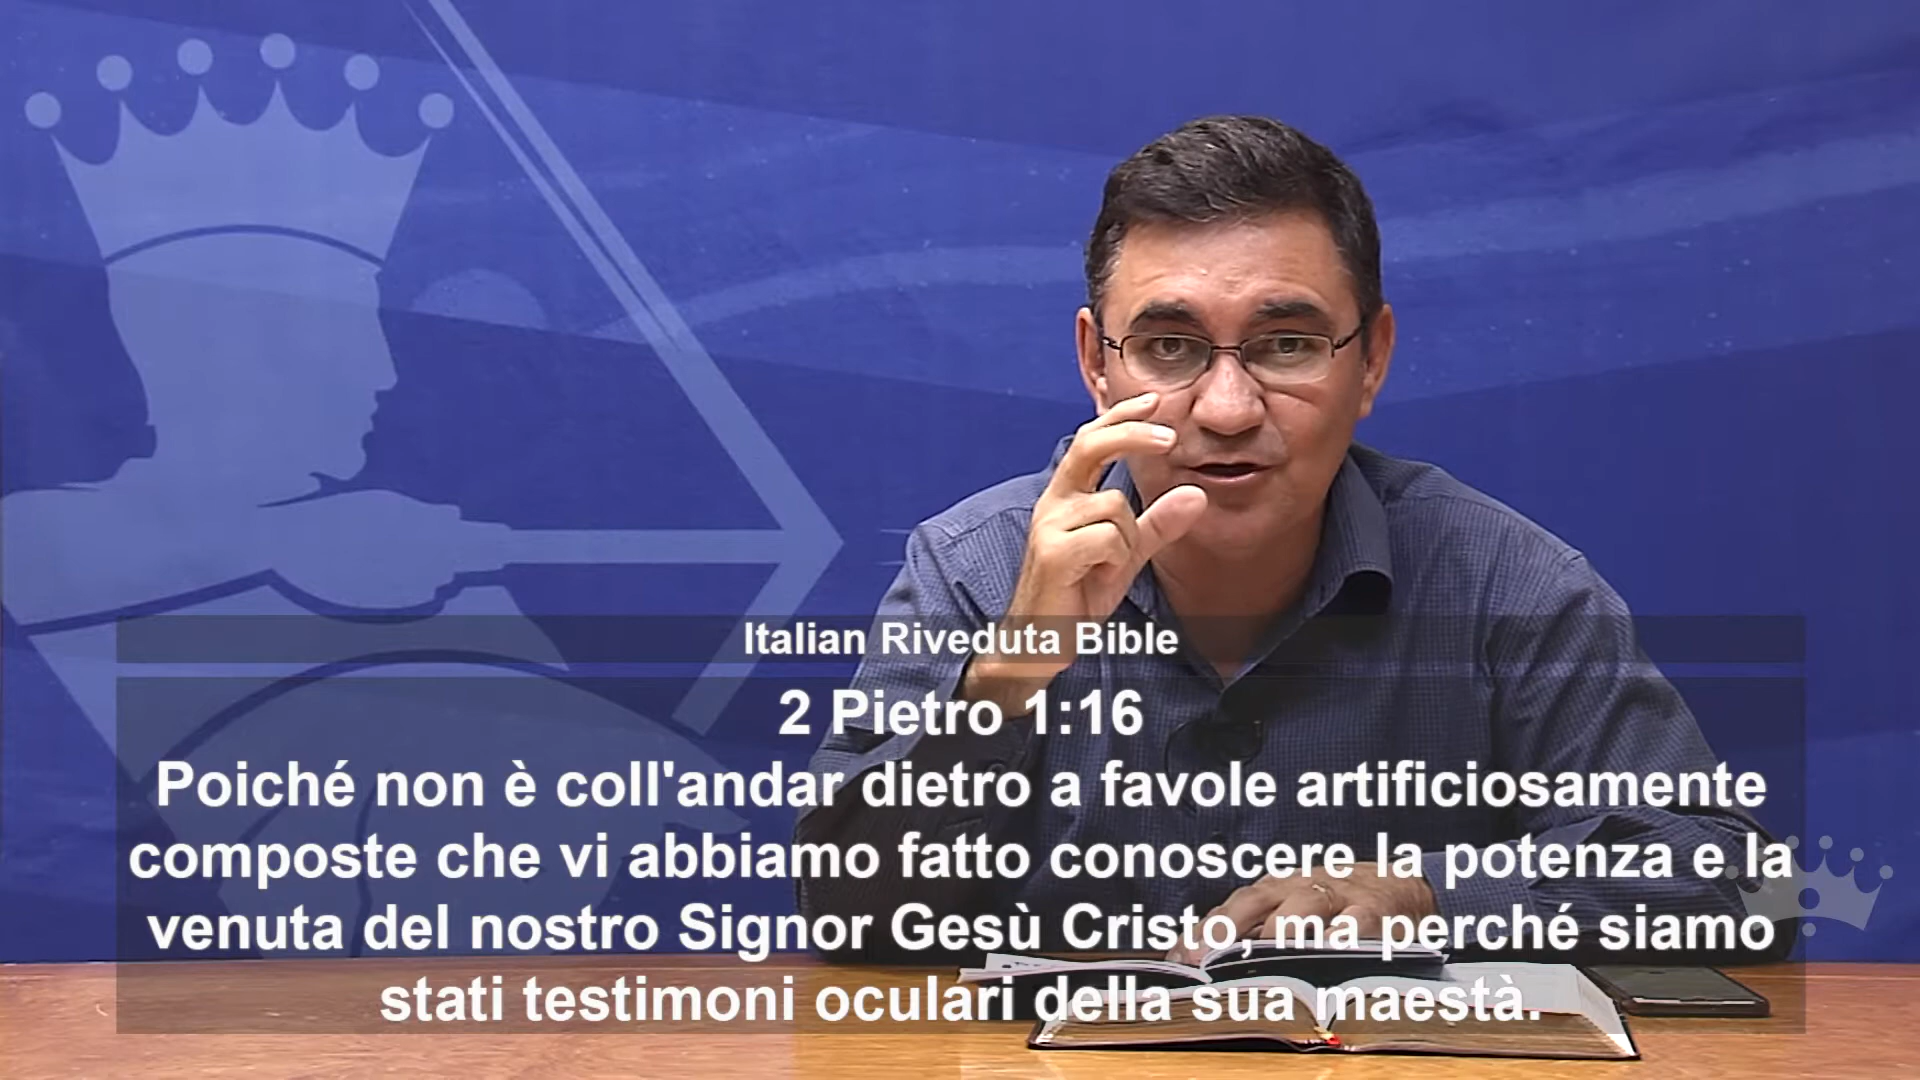 Italian Riveduta Bible
2 Pietro 1:16
Poiché non è coll'andar dietro a favole artificiosamente
composte che vi abbiamo fatto conoscere la potenza e la
venuta del nostro Signor Gesù Cristo, ma perché siamo
stati testimoni oculari della sua maestà.